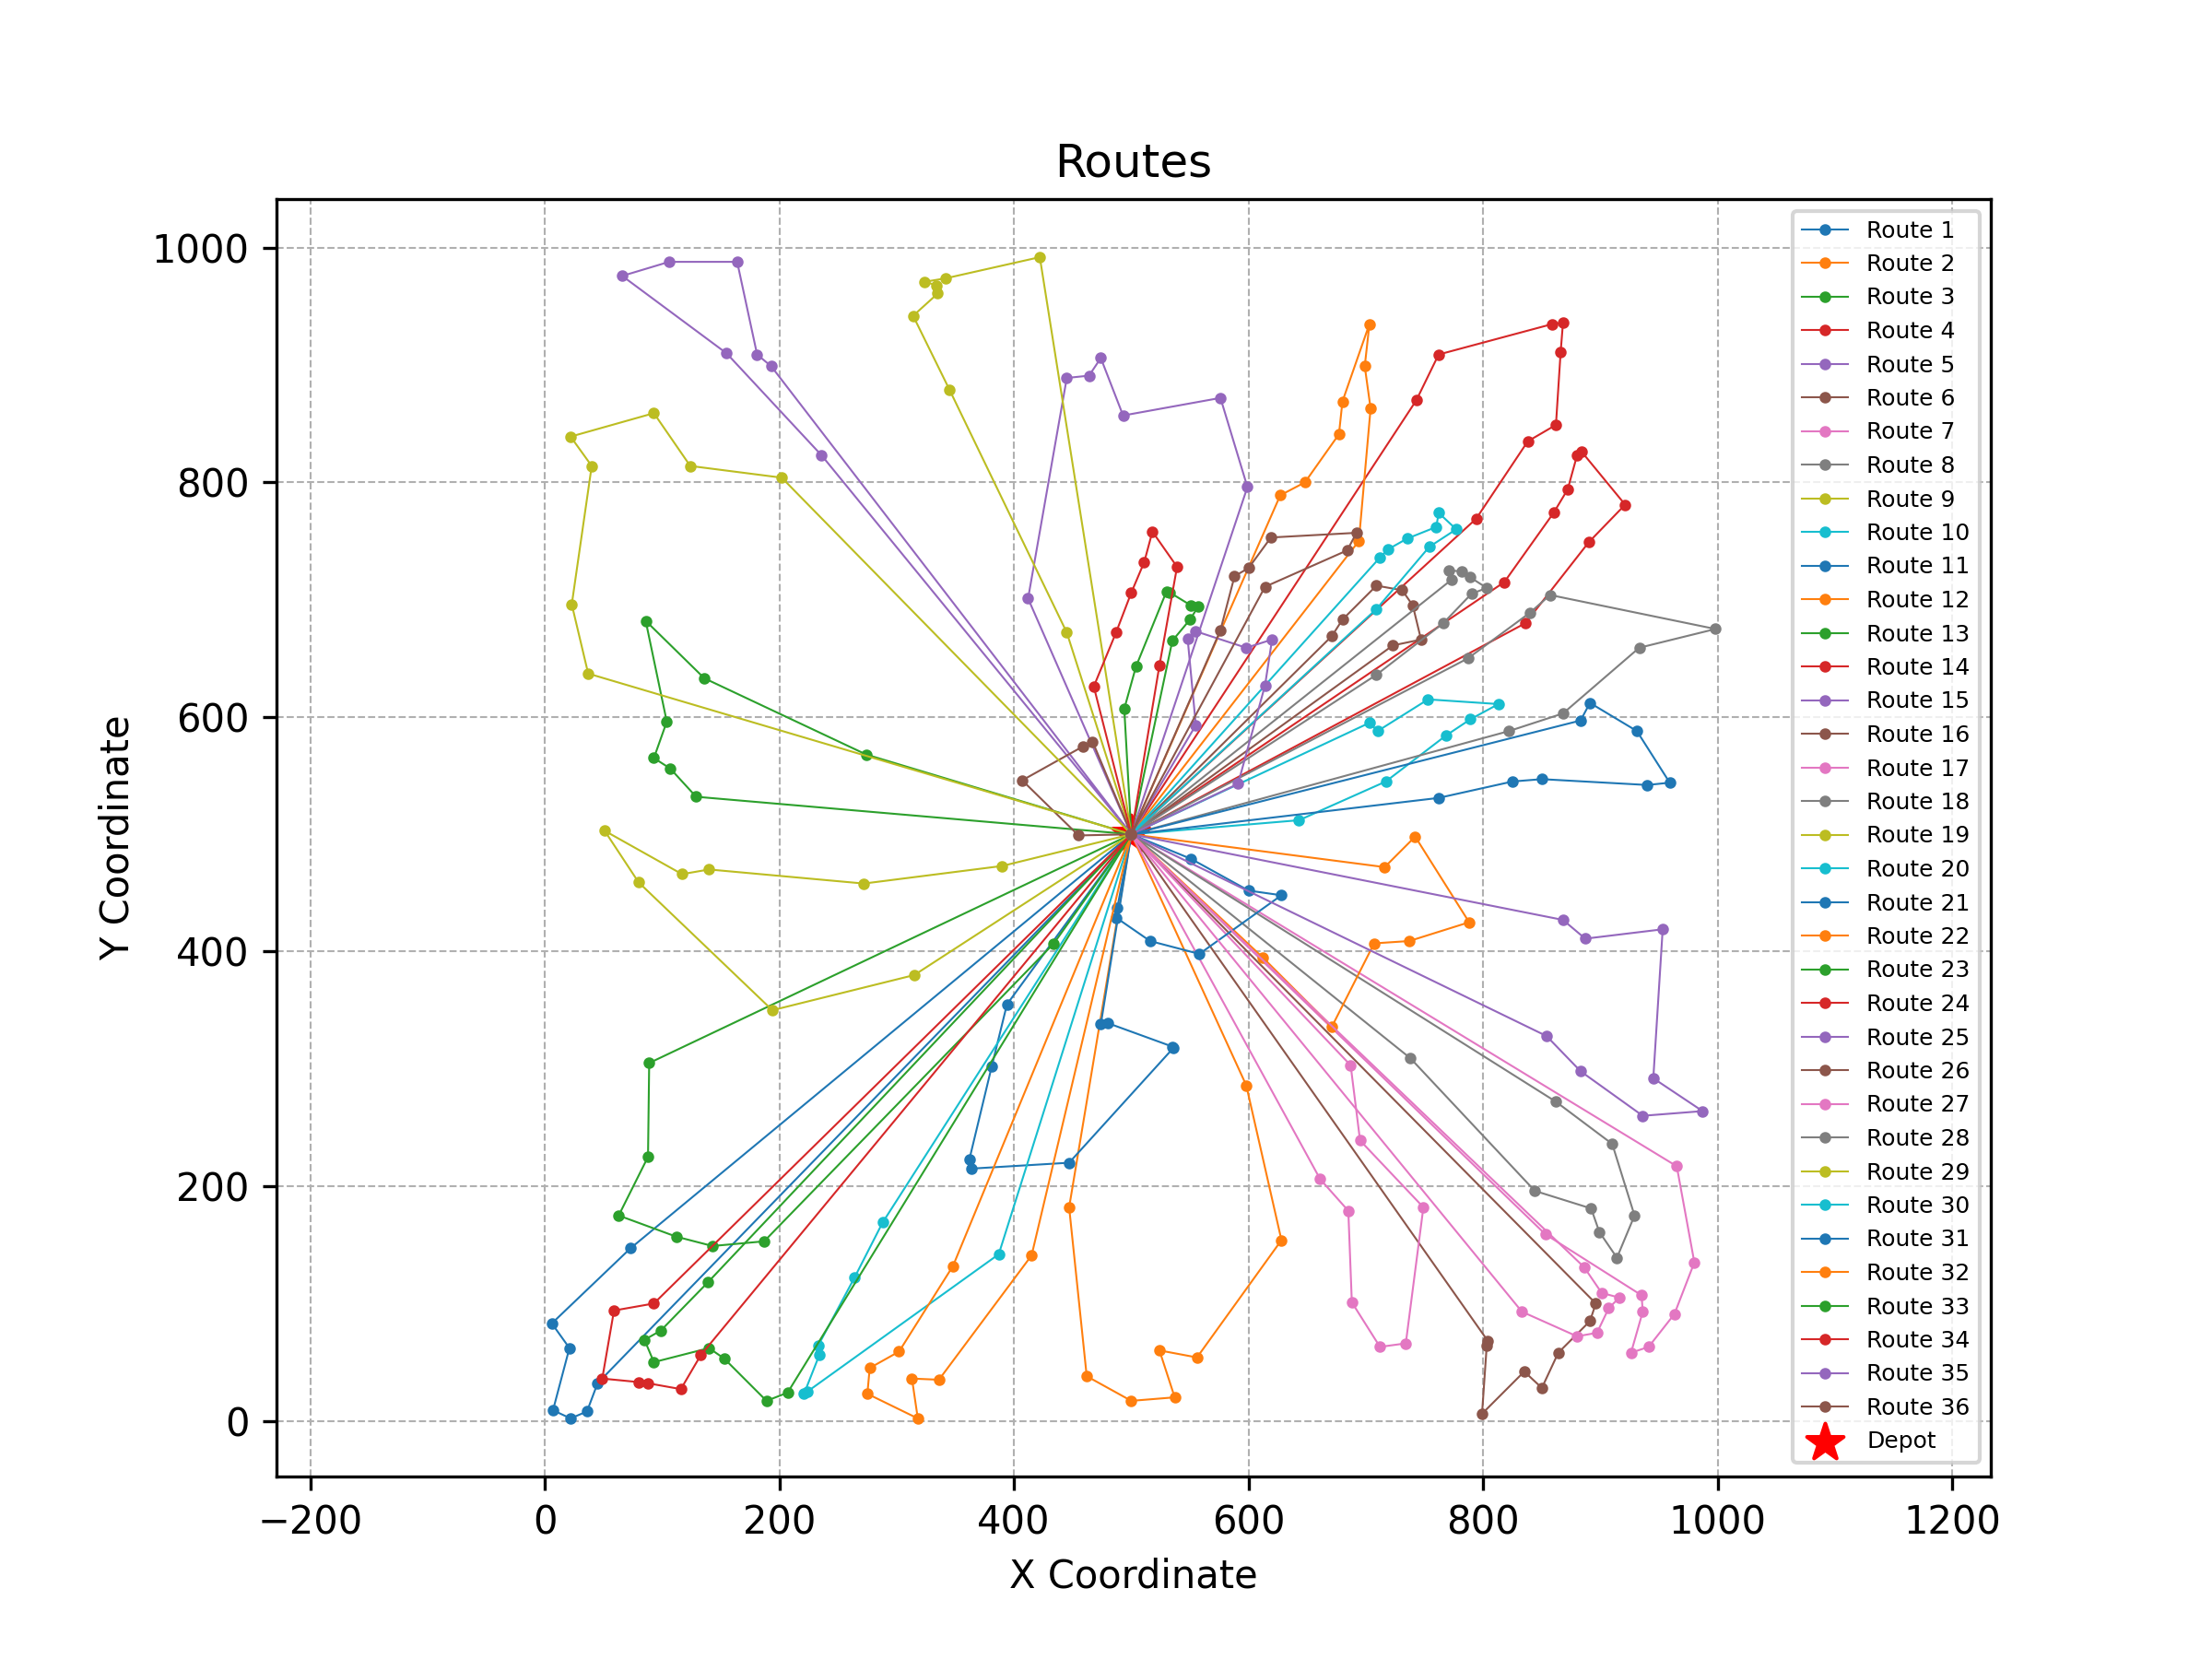 Routes
1000
800
600
400
200
0
Y Coordinate
−200 0 200 400 600 800 1000 1200
X Coordinate
Route 1
Route 2
Route 3
Route 4
Route 5
Route 6
Route 7
Route 8
Route 9
Route 10
Route 11
Route 12
Route 13
Route 14
Route 15
Route 16
Route 17
Route 18
Route 19
Route 20
Route 21
Route 22
Route 23
Route 24
Route 25
Route 26
Route 27
Route 28
Route 29
Route 30
Route 31
Route 32
Route 33
Route 34
Route 35
Route 36
Depot